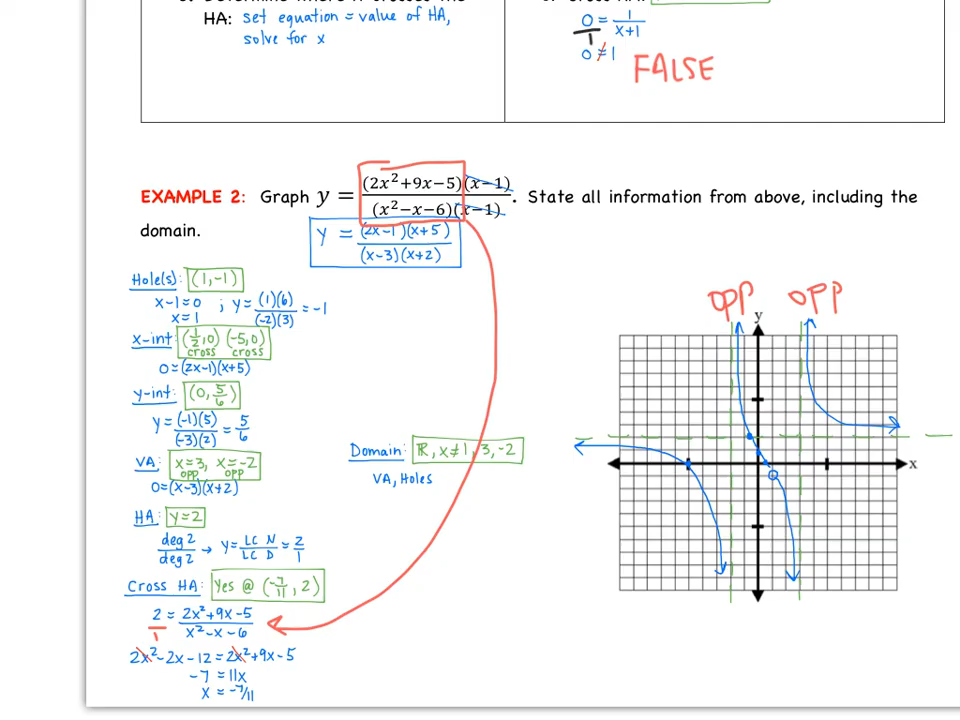 HA: set equation = value of HA,
solve for x
0/1 = 1/(x+1)
0 ≠ 1
FALSE
EXAMPLE 2: Graph y = (2x²+9x−5)(x−1)/(x²−x−6)(x−1). State all information from above, including the
domain.
y = (2x−1)(x+5)/(x−3)(x+2)
Hole(s): (1,−1)
x−1=0 ; y = (1)(6)/(−2)(3) = −1
x=1
x-int: (1/2,0) (−5,0)
cross cross
0=(2x−1)(x+5)
y-int: (0, 5/6)
y = (−1)(5)/(−3)(2) = 5/6
VA: x=3, x=−2
opp opp
0=(x−3)(x+2)
HA: y=2
deg 2/deg 2 → y = LC N/LC D = 2/1
Cross HA: Yes @ (−7/11, 2)
2/1 = 2x²+9x−5/x²−x−6
2x²−2x−12 = 2x²+9x−5
−7 = 11x
x = −7/11
Domain: ℝ, x≠1, 3, −2
VA, Holes
opp opp
y
x